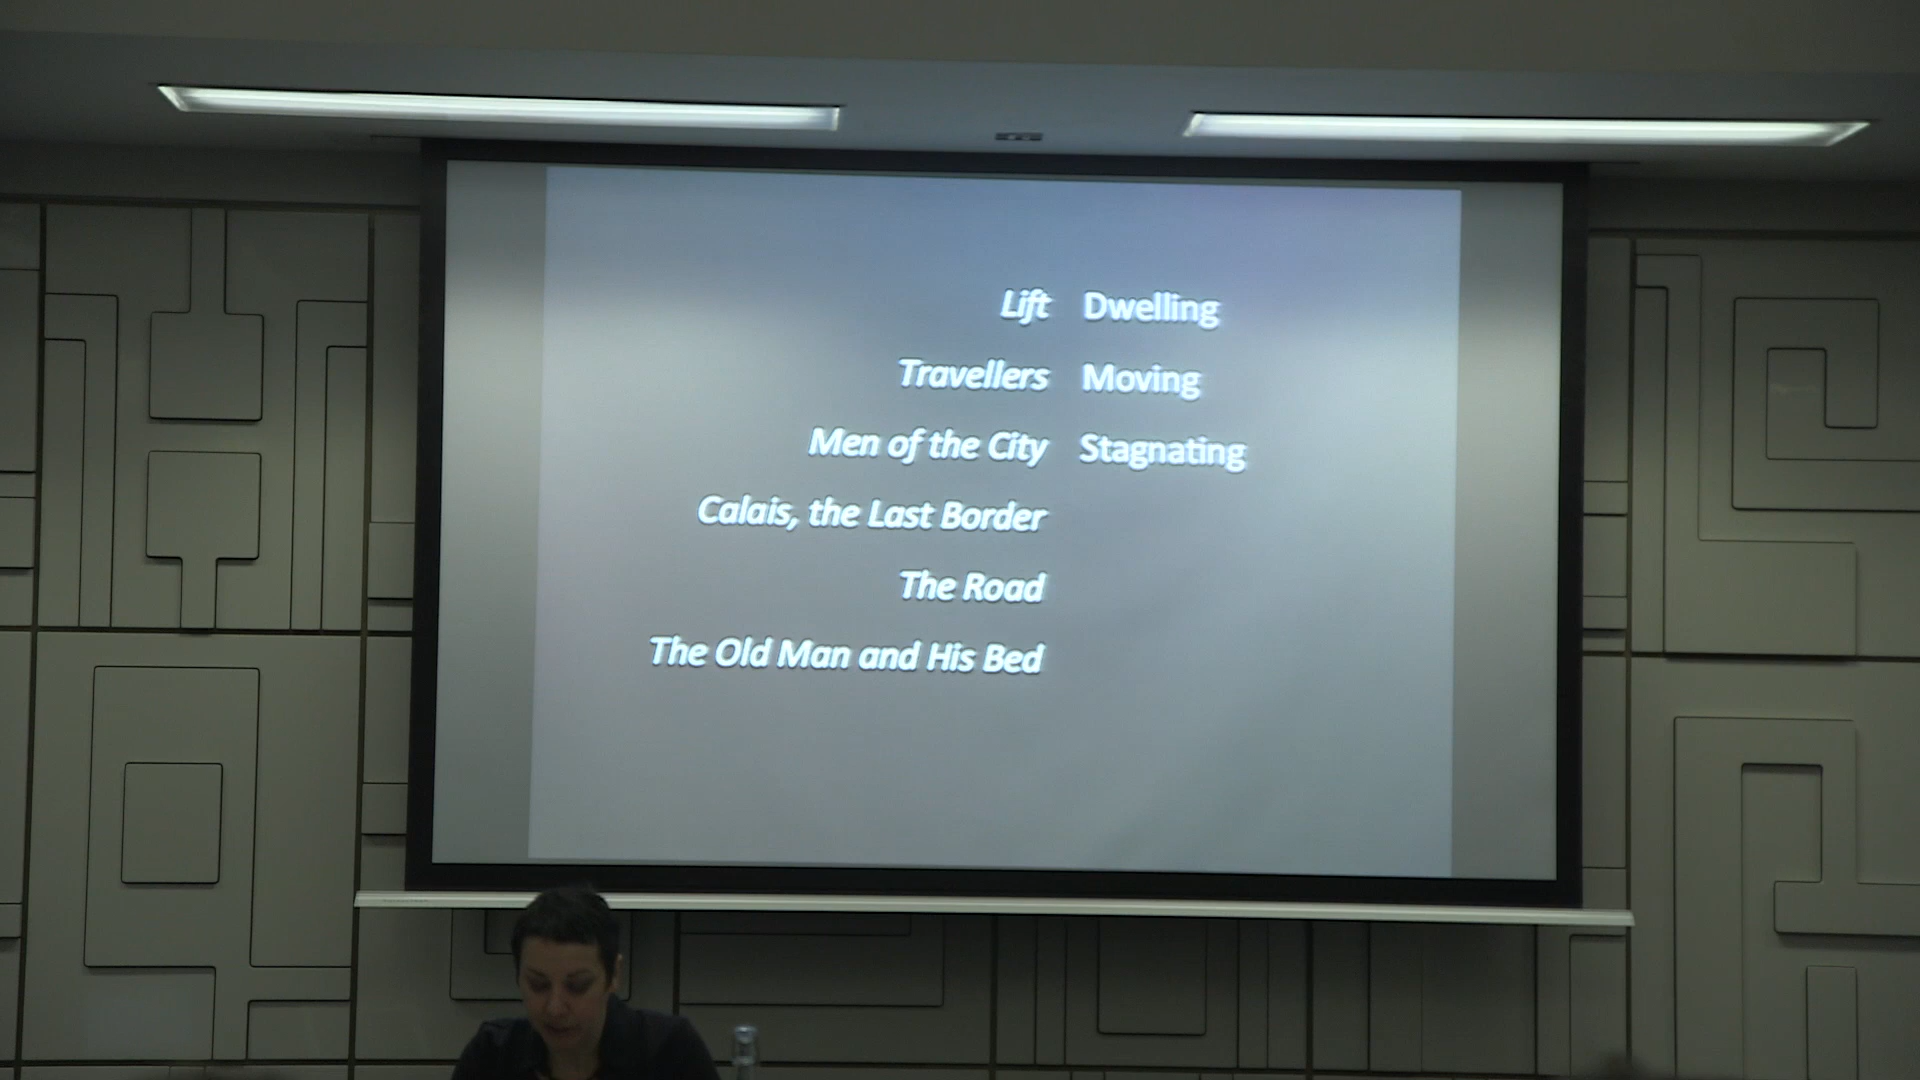 Lift Dwelling
Travellers Moving
Men of the City Stagnating
Calais, the Last Border
The Road
The Old Man and His Bed